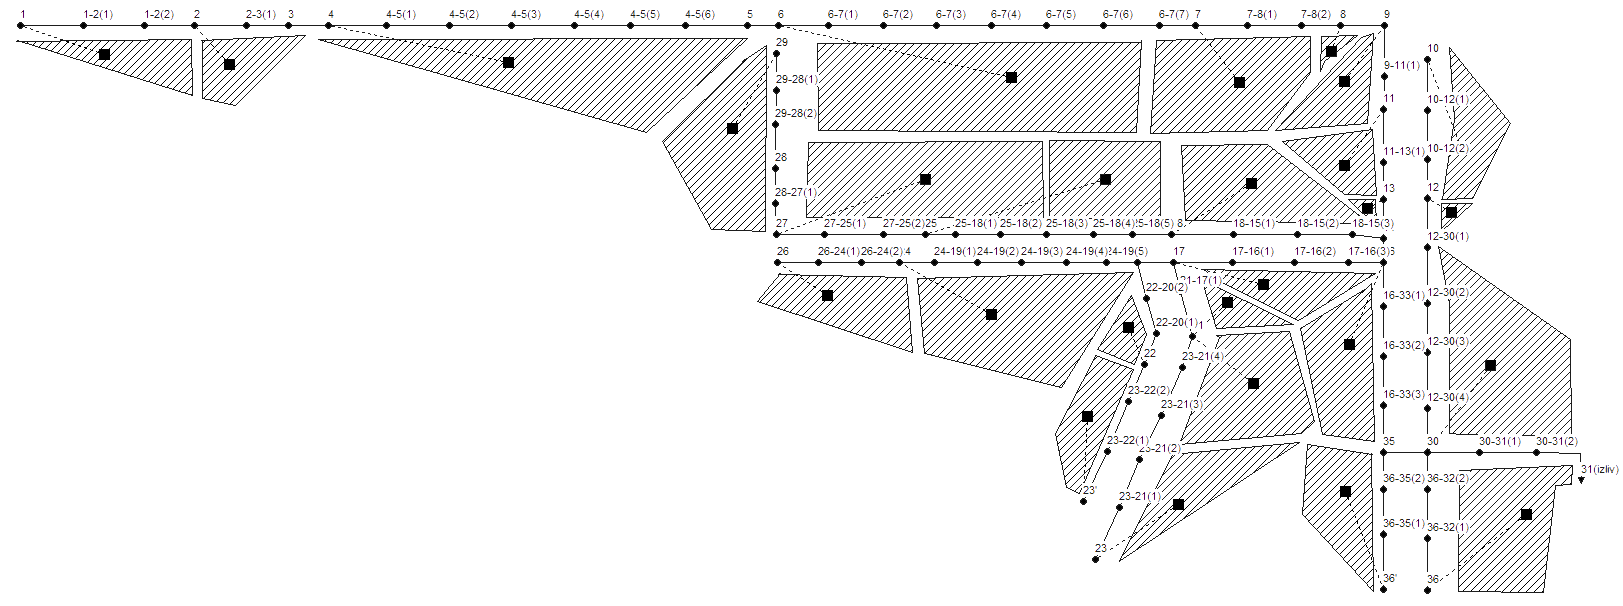 1 1-2(1) 1-2(2) 2 2-3(1) 3 4 4-5(1) 4-5(2) 4-5(3) 4-5(4) 4-5(5) 4-5(6) 5 6 6-7(1) 6-7(2) 6-7(3) 6-7(4) 6-7(5) 6-7(6) 6-7(7) 7 7-8(1) 7-8(2) 8 9
29 10
9-11(1)
29-28(1)
11 10-12(1)
29-28(2)
11-13(1) 10-12(2)
28
28-27(1) 13 12
27 27-25(1) 27-25(2) 25 25-18(1) 25-18(2) 25-18(3) 25-18(4) 25-18(5) 8 18-15(1) 18-15(2) 18-15(3)
12-30(1)
26 26-24(1) 26-24(2) 4 24-19(1) 24-19(2) 24-19(3) 24-19(4) 24-19(5) 17 17-16(1) 17-16(2) 17-16(3)
21-17(1)
22-20(2) 16-33(1) 12-30(2)
22-20(1) 1
16-33(2) 12-30(3)
22 23-21(4)
23-22(2) 16-33(3) 12-30(4)
23-21(3)
23-22(1) 23-21(2) 35 30 30-31(1) 30-31(2)
31(izliv)
36-35(2) 36-32(2)
23' 23-21(1)
36-35(1) 36-32(1)
23
36' 36